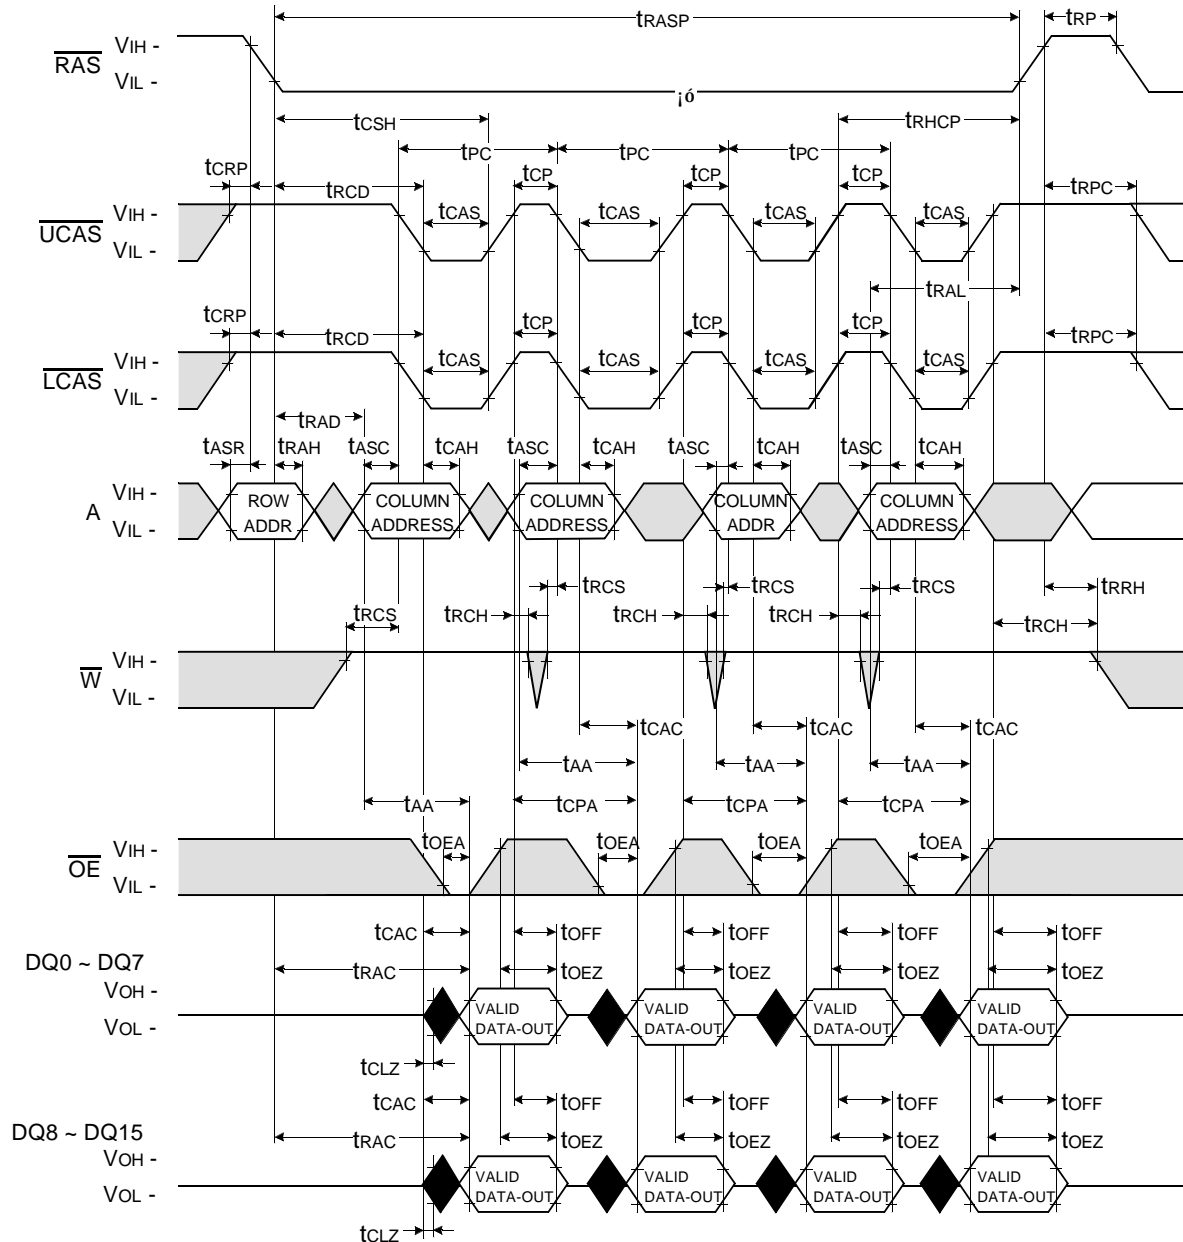 tRASP tRP
RAS VIH -
VIL -
¡ó
tCSH tRHCP
tPC tPC tPC
tCRP tRCD tCP tCP tCP tRPC
UCAS VIH -
VIL -
tCAS tCAS tCAS tCAS
tRAL
tCRP tRCD tCP tCP tCP tRPC
LCAS VIH -
VIL -
tCAS tCAS tCAS tCAS
tRAD
tASR tRAH tASC tCAH tASC tCAH tASC tCAH tASC tCAH
A VIH -
VIL -
ROW COLUMN COLUMN COLUMN COLUMN
ADDR ADDRESS ADDRESS ADDR ADDRESS
tRCS tRCS tRCS tRRH
tRCS tRCH tRCH tRCH tRCH
W VIH -
VIL -
tCAC tCAC tCAC
tAA tAA tAA
tAA tCPA tCPA tCPA
OE VIH -
VIL -
tOEA tOEA tOEA tOEA
tCAC tOFF tOFF tOFF tOFF
DQ0 ~ DQ7
tRAC tOEZ tOEZ tOEZ tOEZ
VOH -
VOL -
VALID VALID VALID VALID
DATA-OUT DATA-OUT DATA-OUT DATA-OUT
tCLZ
tCAC tOFF tOFF tOFF tOFF
DQ8 ~ DQ15
tRAC tOEZ tOEZ tOEZ tOEZ
VOH -
VOL -
VALID VALID VALID VALID
DATA-OUT DATA-OUT DATA-OUT DATA-OUT
tCLZ